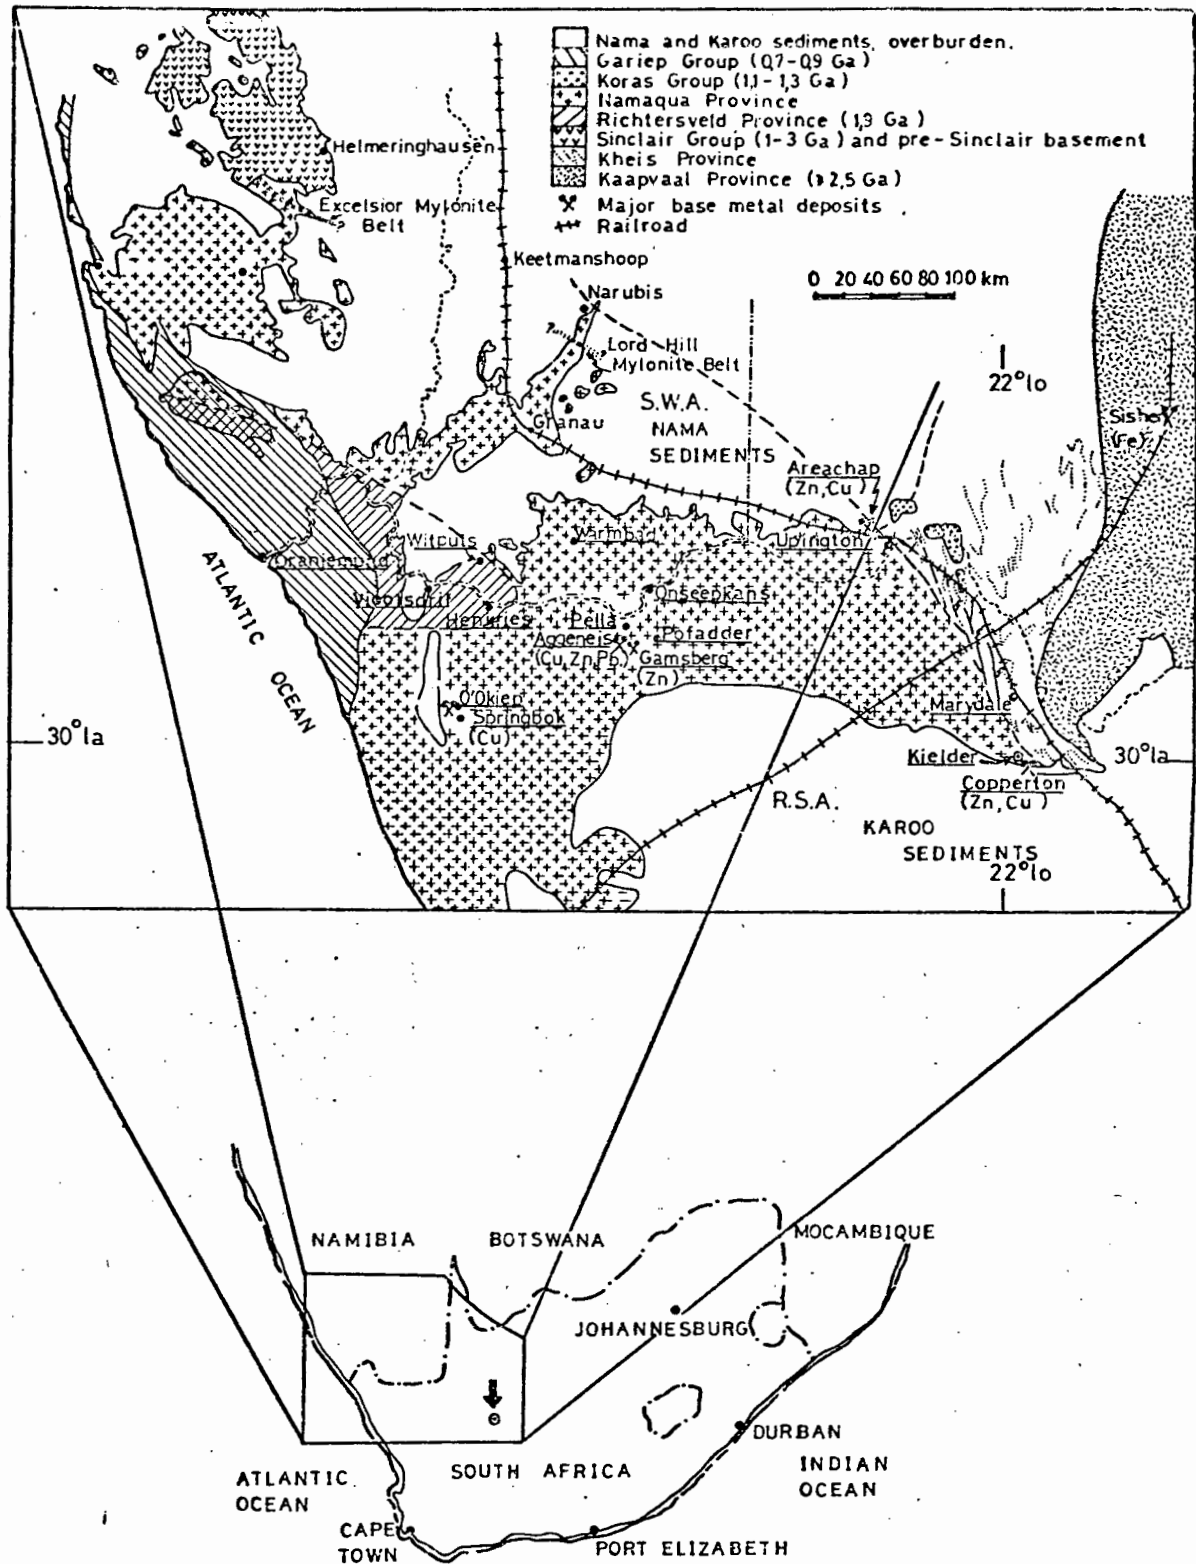 Nama and Karoo sediments, overburden.
Gariep Group (0,7-0,9 Ga)
Koras Group (1,1-1,3 Ga)
Namaqua Province
Richtersveld Province (1,9 Ga)
Sinclair Group (1-3 Ga) and pre-Sinclair basement
Kheis Province
Kaapvaal Province (>2,5 Ga)
Major base metal deposits
Railroad
Helmeringhausen
Excelsior Mylonite
Belt
?
Keetmanshoop
0 20 40 60 80 100 km
Narubis
?
Lord Hill
Mylonite Belt
22°lo
S.W.A.
NAMA
SEDIMENTS
Granau
Sishen
(Fe)
Areachap
(Zn,Cu)
Witputs
Warmbad
Upington
Oranjemund
Vioolsdrif
Onseepkans
Henkries
Pella
Aggeneis
(Cu,Zn,Pb)
Pofadder
Gamsberg
(Zn)
ATLANTIC
OCEAN
O'Okiep
Springbok
(Cu)
Marydale
30°la
30°la
Kielder
Copperton
(Zn,Cu)
R.S.A.
KAROO
SEDIMENTS
22°lo
NAMIBIA
BOTSWANA
MOCAMBIQUE
JOHANNESBURG
DURBAN
SOUTH AFRICA
INDIAN
OCEAN
ATLANTIC
OCEAN
CAPE
TOWN
PORT ELIZABETH